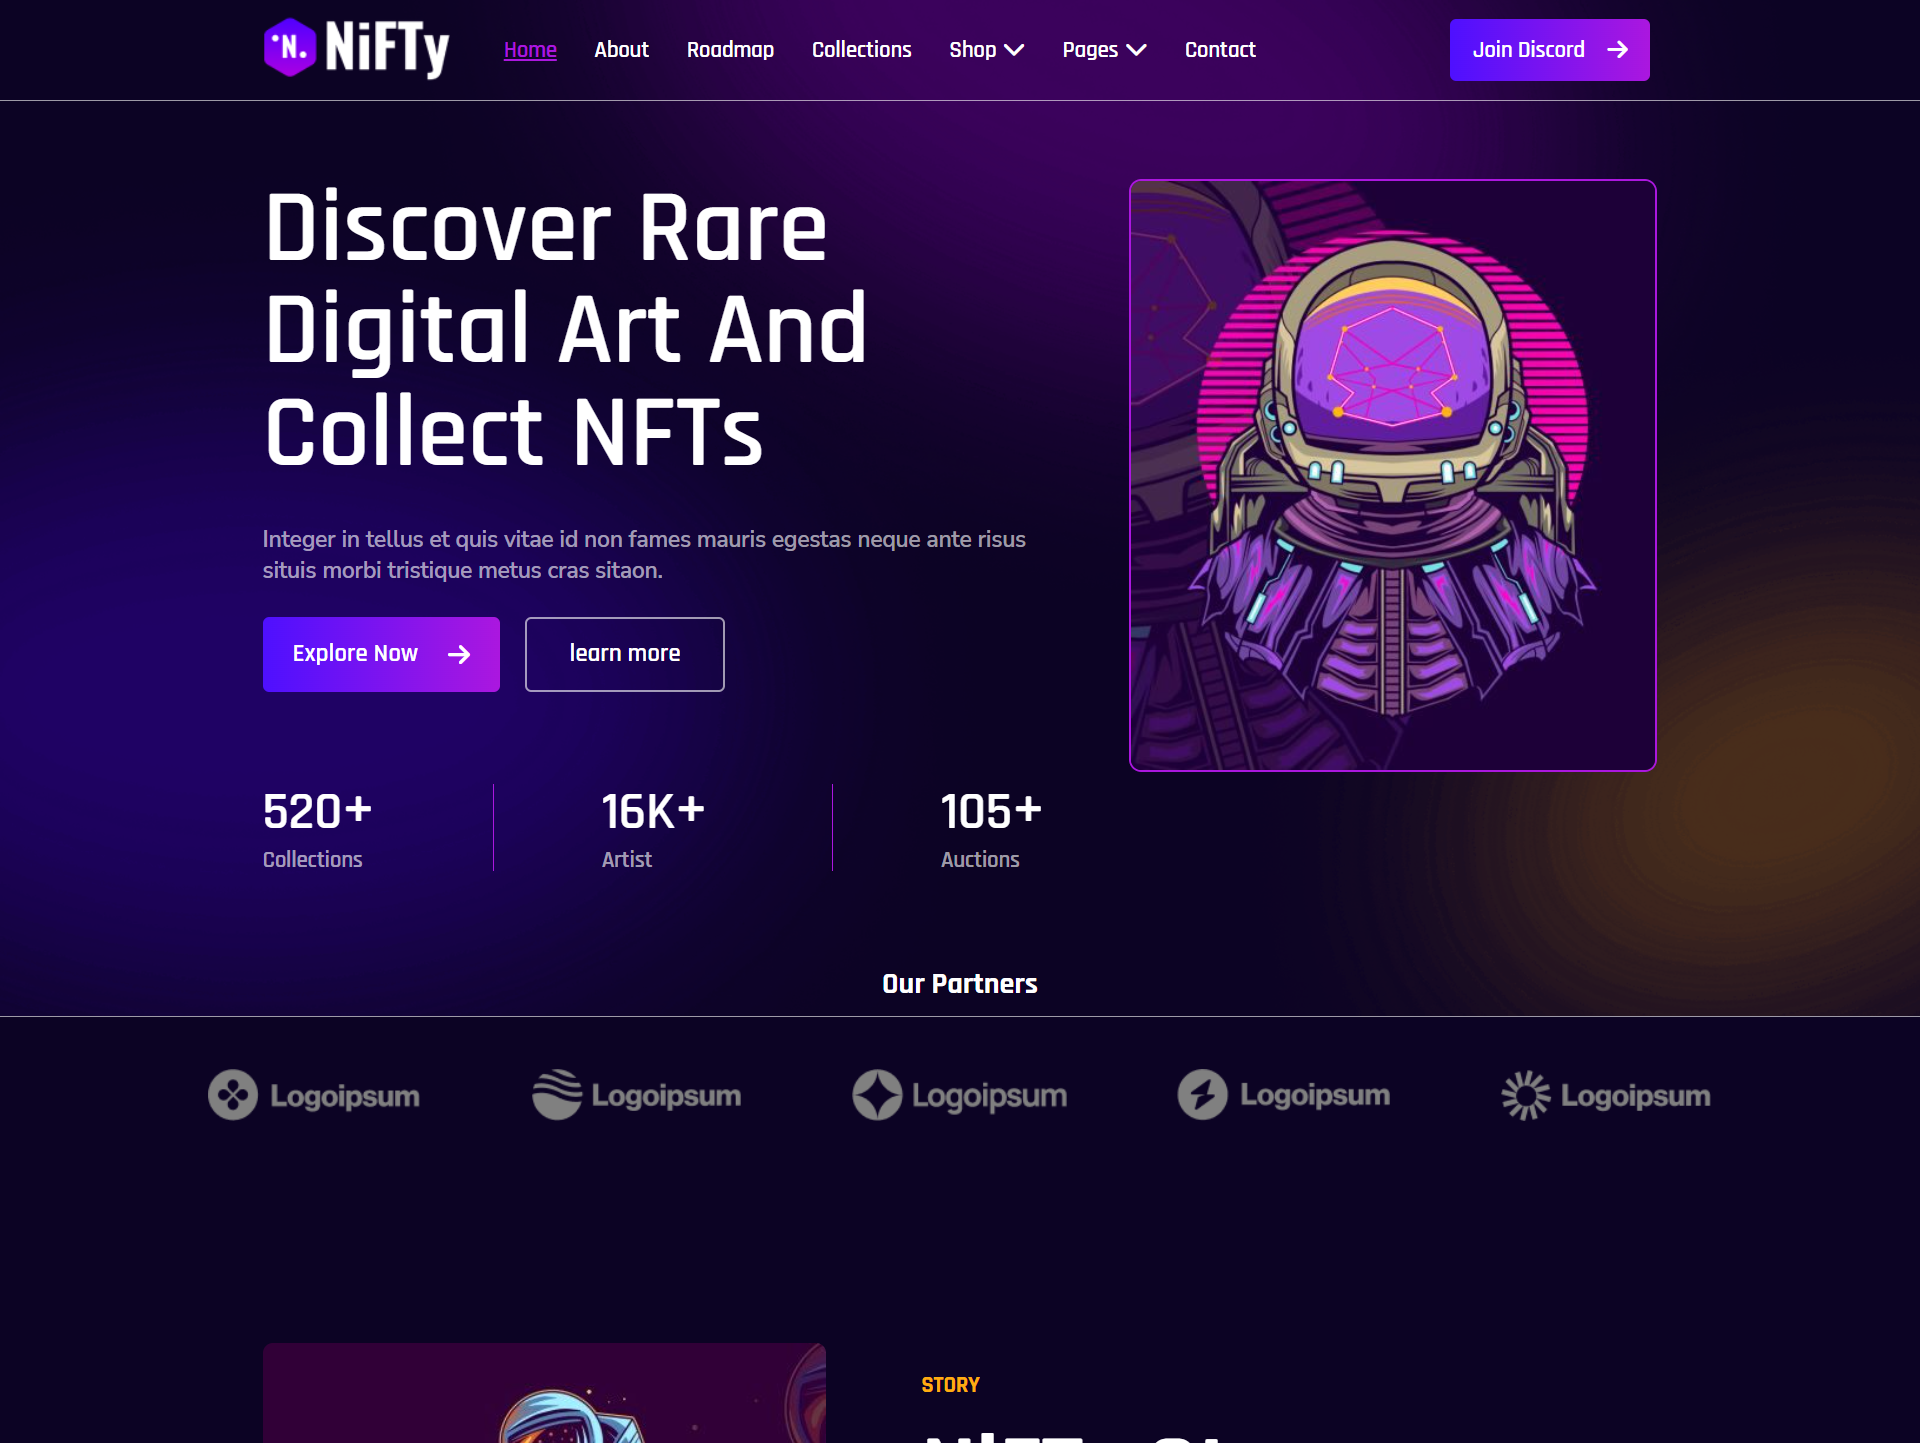 N. NiFTy Home About Roadmap Collections Shop Pages Contact Join Discord
Discover Rare
Digital Art And
Collect NFTs
Integer in tellus et quis vitae id non fames mauris egestas neque ante risus
situis morbi tristique metus cras sitaon.
Explore Now learn more
520+ 16K+ 105+
Collections Artist Auctions
Our Partners
Logoipsum Logoipsum Logoipsum Logoipsum Logoipsum
STORY